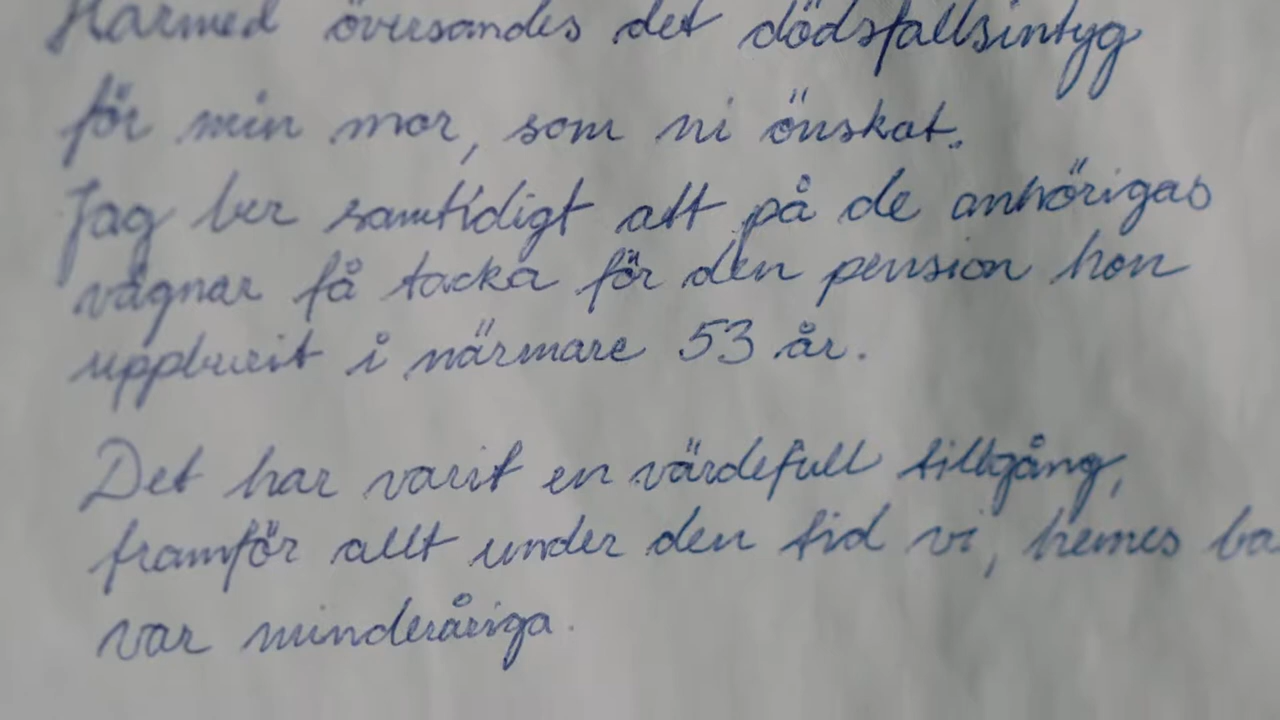 Härmed översandes det dödsfallsintyg
för min mor, som ni önskat.
Jag ber samtidigt att på de anhörigas
vägnar få tacka för den pension hon
uppburit i närmare 53 år.
Det har varit en värdefull tillgång,
framför allt under den tid vi, hennes ba
var minderåriga.